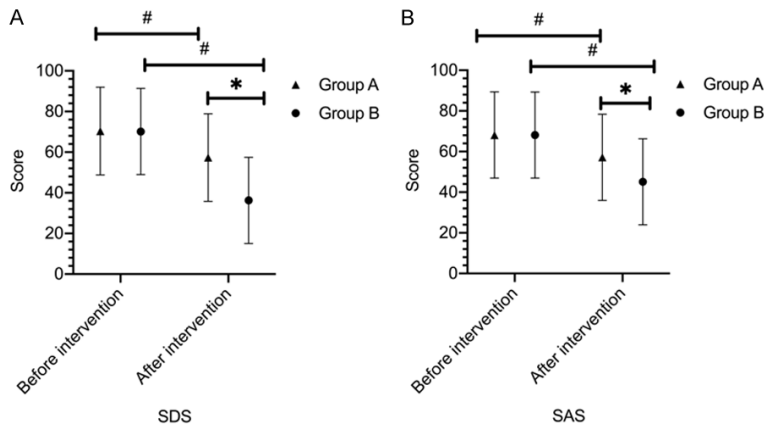 A
#
#
*
100
80
60
40
20
0
Score
Group A
Group B
Before intervention
After intervention
SDS
B
#
#
*
100
80
60
40
20
0
Score
Group A
Group B
Before intervention
After intervention
SAS